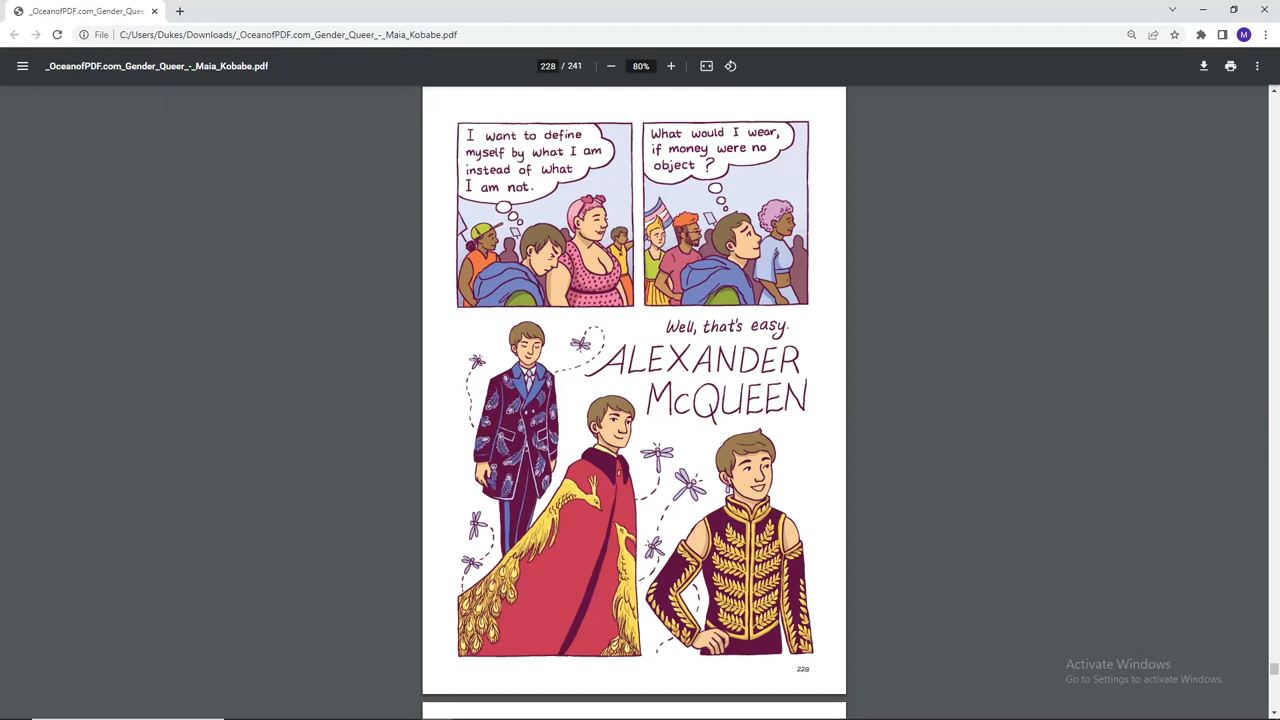 _OceanofPDF.com_Gender_Quee
File
C:/Users/Dukes/Downloads/_OceanofPDF.com_Gender_Queer_-_Maia_Kobabe.pdf
M
_OceanofPDF.com_Gender_Queer_-_Maia_Kobabe.pdf
228 / 241
80%
I want to define
myself by what I am
instead of what
I am not.
What would I wear,
if money were no
object?
Well, that's easy.
ALEXANDER
McQUEEN
228
Activate Windows
Go to Settings to activate Windows.